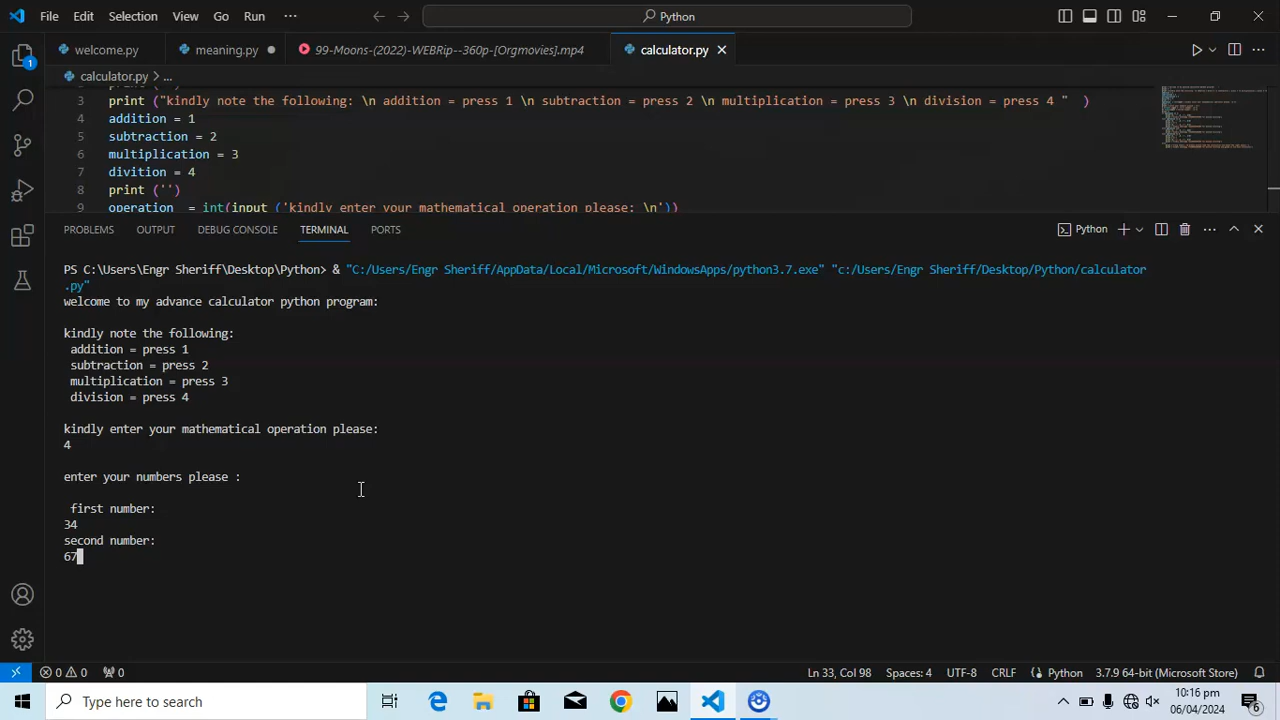 File Edit Selection View Go Run ··· Python
welcome.py meaning.py 99-Moons-(2022)-WEBRip--360p-[Orgmovies].mp4 calculator.py
calculator.py > ...
3 print ("kindly note the following: \n addition = press 1 \n subtraction = press 2 \n multiplication = press 3 \n division = press 4 " )
4 addition = 1
5 subtraction = 2
6 multiplication = 3
7 divition = 4
8 print ('')
9 operation = int(input ('kindly enter your mathematical operation please: \n'))
PROBLEMS OUTPUT DEBUG CONSOLE TERMINAL PORTS Python
PS C:\Users\Engr Sheriff\Desktop\Python> & "C:/Users/Engr Sheriff/AppData/Local/Microsoft/WindowsApps/python3.7.exe" "c:/Users/Engr Sheriff/Desktop/Python/calculator
.py"
welcome to my advance calculator python program:
kindly note the following:
addition = press 1
subtraction = press 2
multiplication = press 3
division = press 4
kindly enter your mathematical operation please:
4
enter your numbers please :
first number:
34
second number:
67
1
0 0 0 Ln 33, Col 98 Spaces: 4 UTF-8 CRLF Python 3.7.9 64-bit (Microsoft Store)
Type here to search 10:16 pm
06/04/2024 6